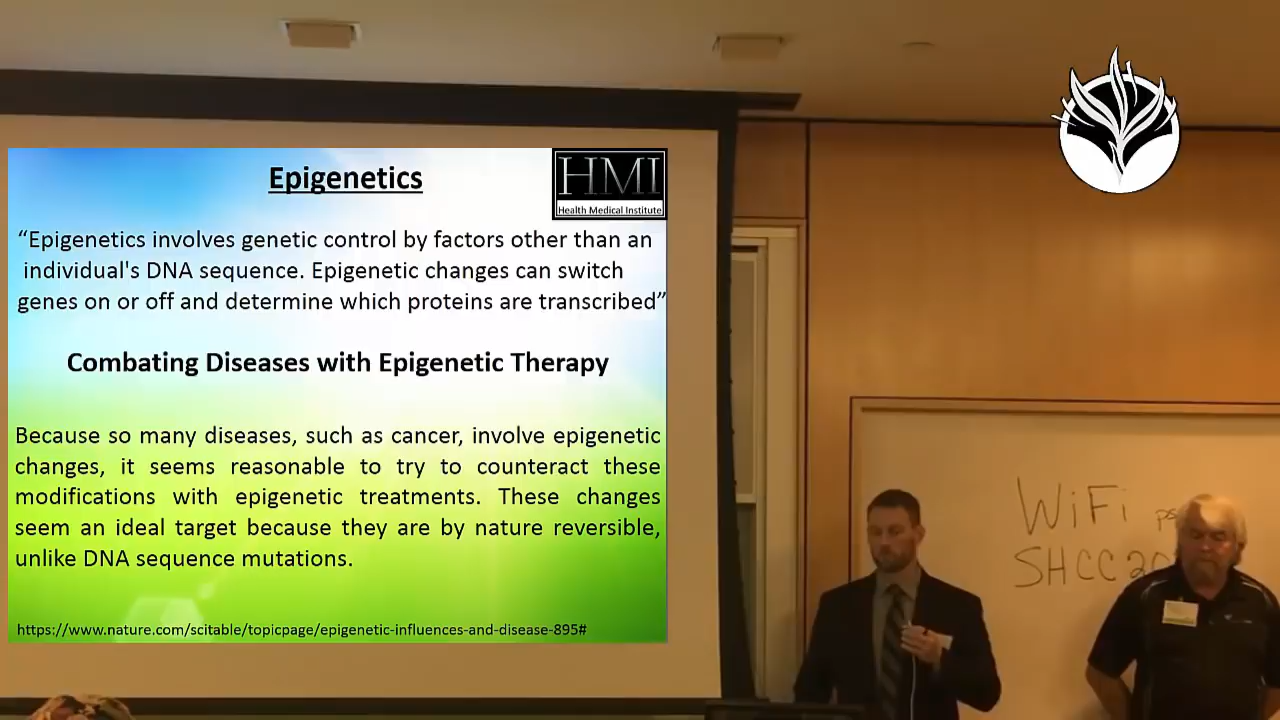 Epigenetics
HMI
Health Medical Institute
“Epigenetics involves genetic control by factors other than an
individual's DNA sequence. Epigenetic changes can switch
genes on or off and determine which proteins are transcribed”
Combating Diseases with Epigenetic Therapy
Because so many diseases, such as cancer, involve epigenetic
changes, it seems reasonable to try to counteract these
modifications with epigenetic treatments. These changes
seem an ideal target because they are by nature reversible,
unlike DNA sequence mutations.
https://www.nature.com/scitable/topicpage/epigenetic-influences-and-disease-895#
WiFi
SHCC20